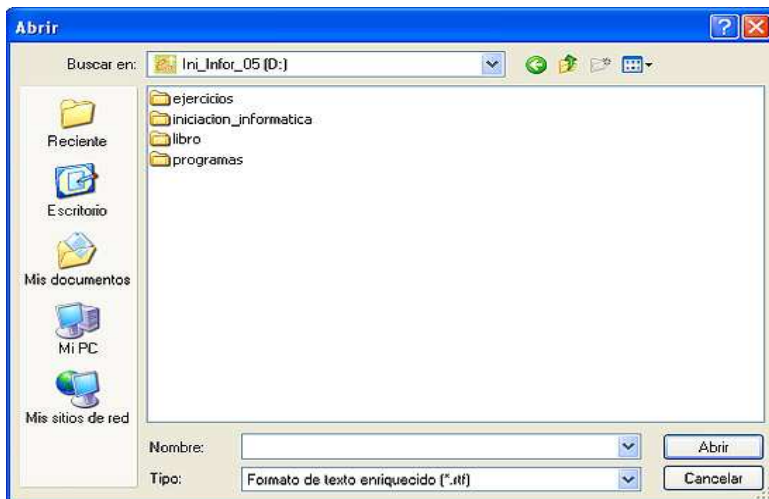 Abrir
Buscar en: Ini_Infor_05 (D:)
Reciente
Escritorio
Mis documentos
Mi PC
Mis sitios de red
ejercicios
iniciacion_informatica
libro
programas
Nombre: Abrir
Tipo: Formato de texto enriquecido (*.rtf) Cancelar